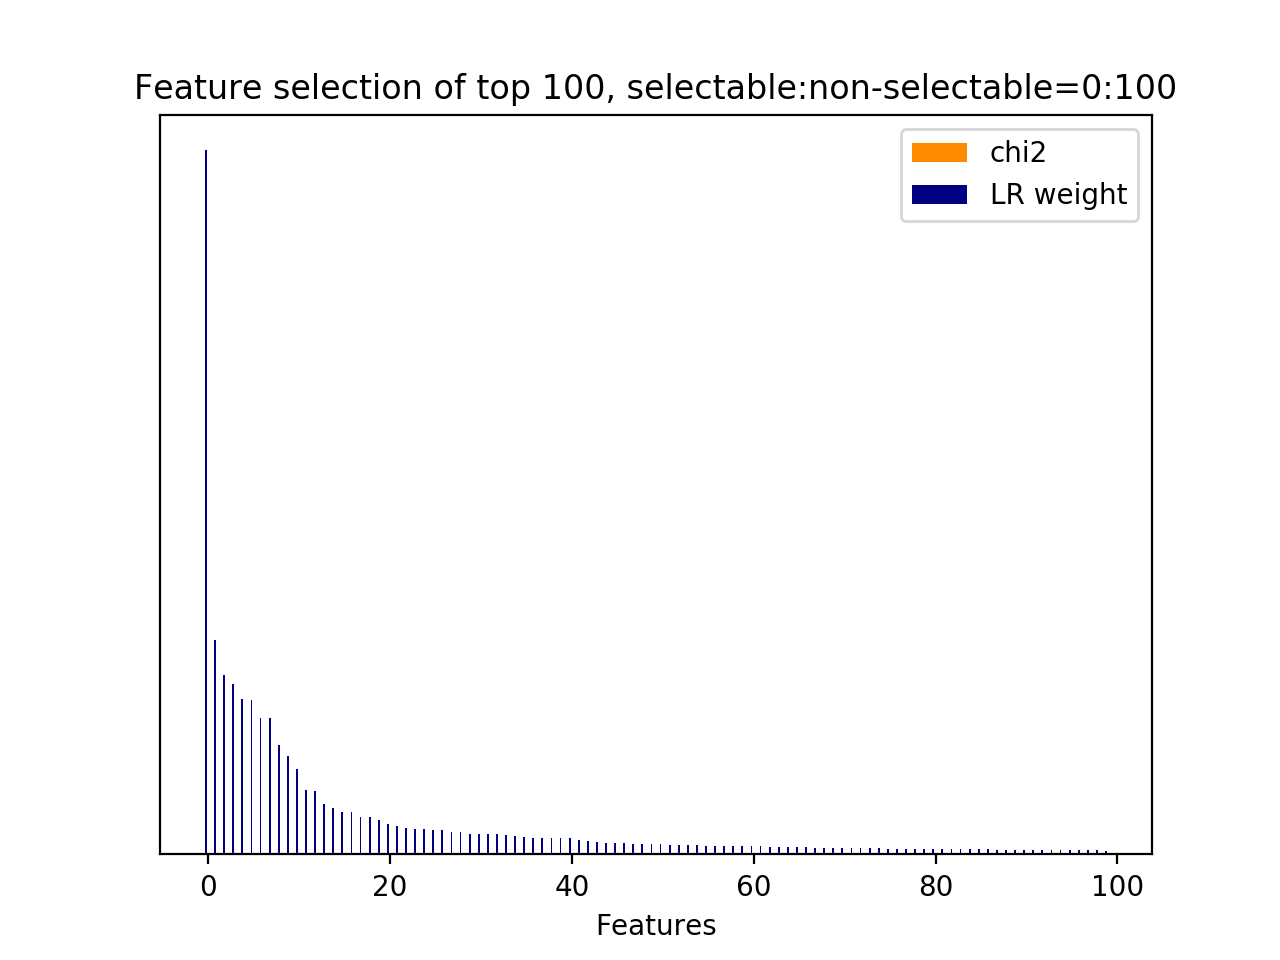 Feature selection of top 100, selectable:non-selectable=0:100
chi2
LR weight
0 20 40 60 80 100
Features